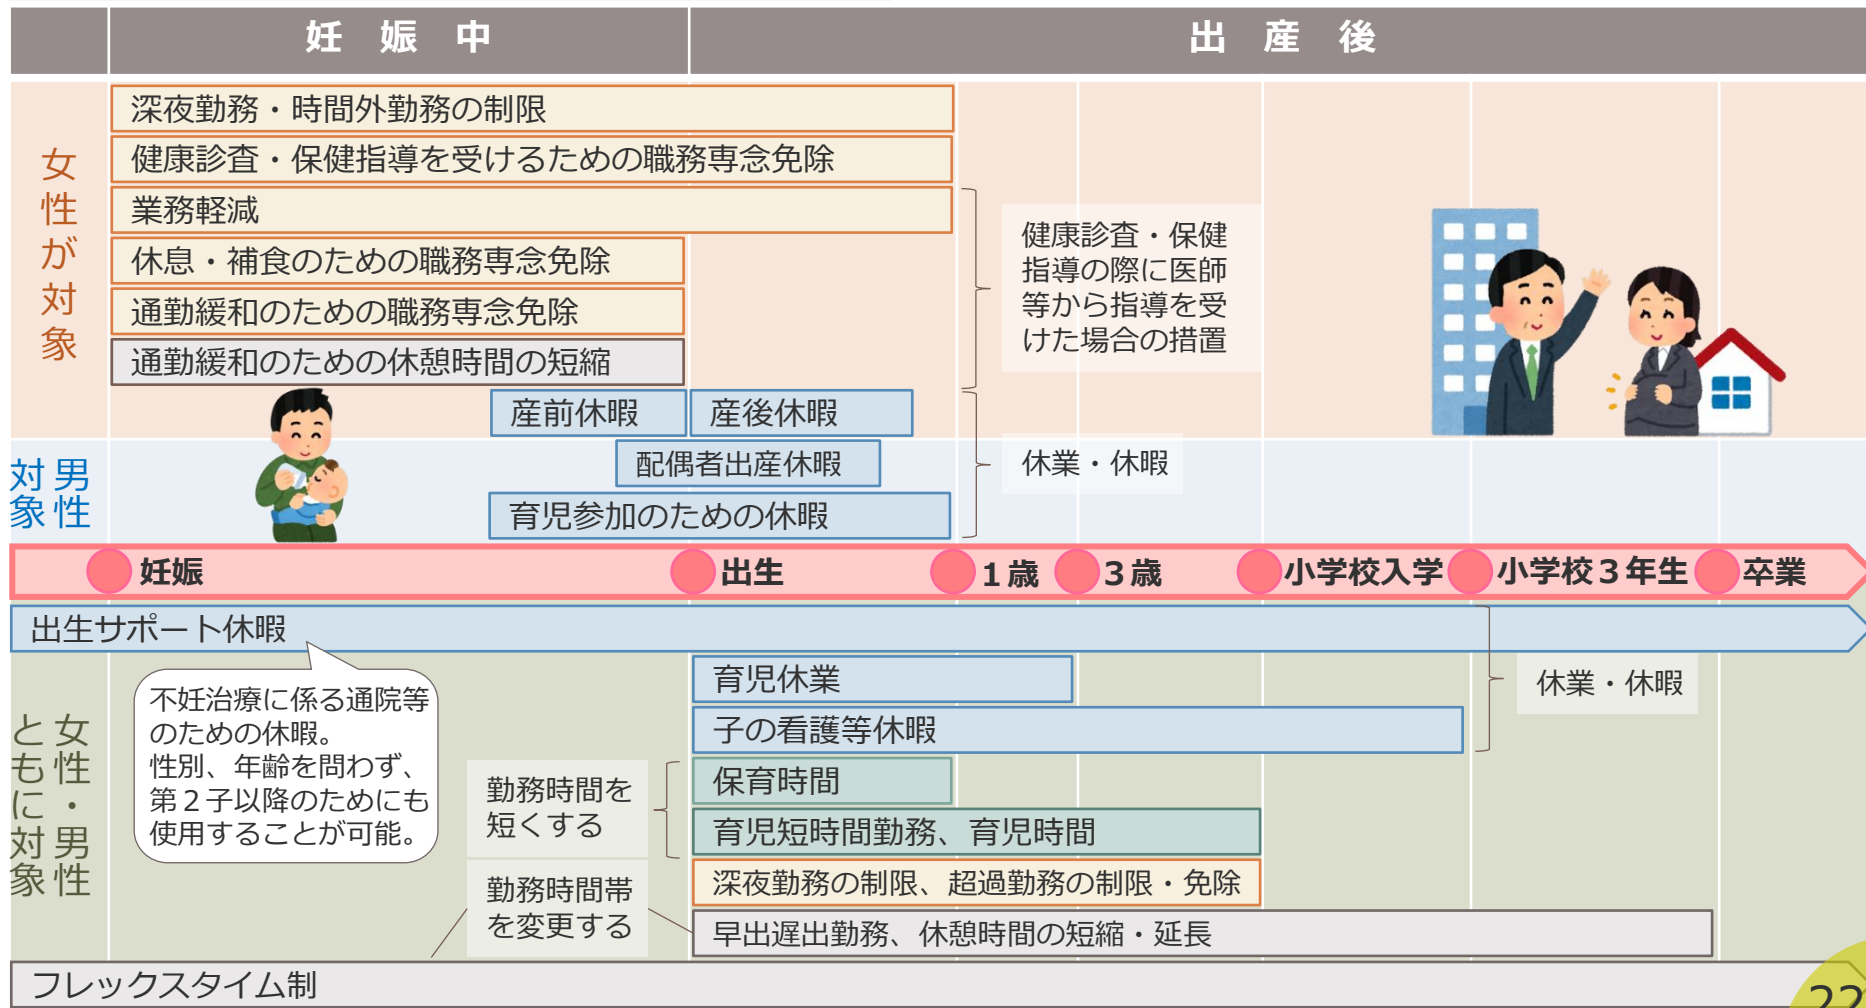 妊娠中
出産後
女性が対象
深夜勤務・時間外勤務の制限
健康診査・保健指導を受けるための職務専念免除
業務軽減
休息・補食のための職務専念免除
通勤緩和のための職務専念免除
通勤緩和のための休憩時間の短縮
健康診査・保健
指導の際に医師
等から指導を受
けた場合の措置
産前休暇
産後休暇
男性
対象
配偶者出産休暇
育児参加のための休暇
休業・休暇
妊娠
出生
1歳
3歳
小学校入学
小学校3年生
卒業
出生サポート休暇
不妊治療に係る通院等
のための休暇。
性別、年齢を問わず、
第2子以降のためにも
使用することが可能。
女性・男性
ともに対象
育児休業
子の看護等休暇
休業・休暇
勤務時間を
短くする
保育時間
育児短時間勤務、育児時間
深夜勤務の制限、超過勤務の制限・免除
勤務時間帯
を変更する
早出遅出勤務、休憩時間の短縮・延長
フレックスタイム制
22